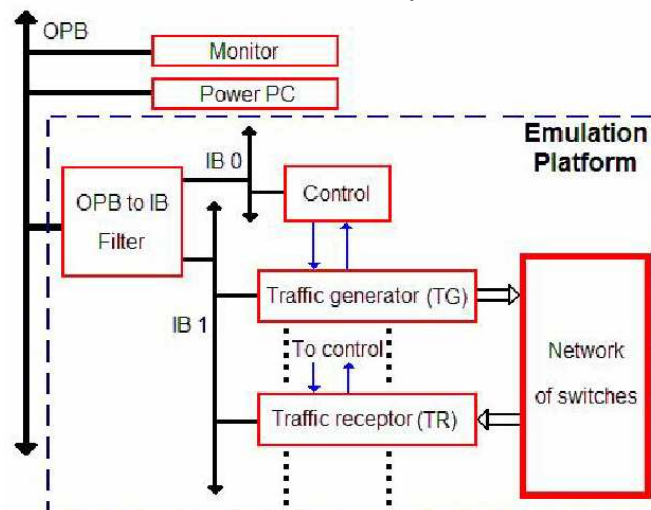 OPB
Monitor
Power PC
Emulation
Platform
IB 0
Control
OPB to IB
Filter
Traffic generator (TG)
IB 1
To control
Network
of switches
Traffic receptor (TR)